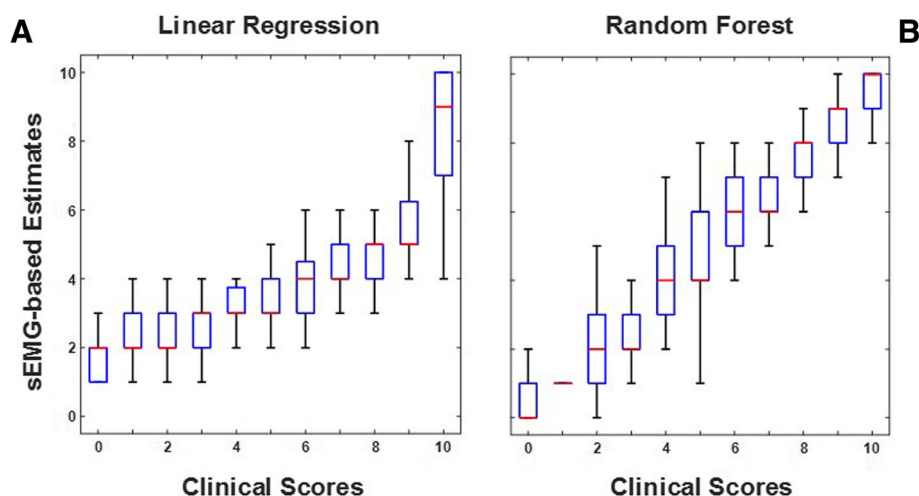 A
Linear Regression
Random Forest
B
sEMG-based Estimates
10
8
6
4
2
0
0 2 4 6 8 10
0 2 4 6 8 10
Clinical Scores
Clinical Scores